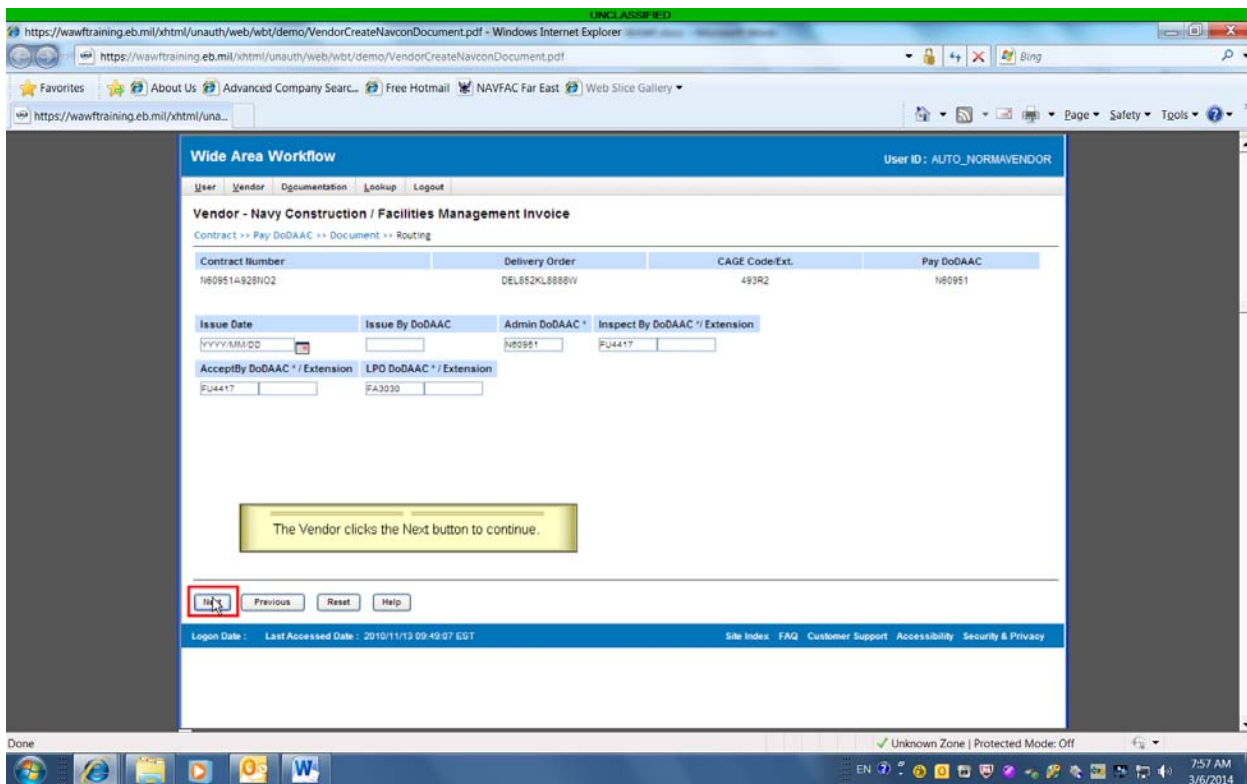 UNCLASSIFIED
https://wawftraining.eb.mil/xhtml/unauth/web/wbt/demo/VendorCreateNavconDocument.pdf - Windows Internet Explorer
https://wawftraining.eb.mil/xhtml/unauth/web/wbt/demo/VendorCreateNavconDocument.pdf
Bing
Favorites About Us Advanced Company Searc... Free Hotmail NAVFAC Far East Web Slice Gallery
https://wawftraining.eb.mil/xhtml/una...
Page Safety Tools
Wide Area Workflow User ID : AUTO_NORMAVENDOR
User Vendor Documentation Lookup Logout
Vendor - Navy Construction / Facilities Management Invoice
Contract >> Pay DoDAAC >> Document >> Routing
Contract Number Delivery Order CAGE Code/Ext. Pay DoDAAC
N60951A928NO2 DEL852KL8888W 493R2 N60951
Issue Date Issue By DoDAAC Admin DoDAAC * Inspect By DoDAAC */ Extension
YYYY/MM/DD N60951 FU4417
AcceptBy DoDAAC * / Extension LPO DoDAAC * / Extension
FU4417 FA3030
The Vendor clicks the Next button to continue.
Next Previous Reset Help
Logon Date : Last Accessed Date : 2010/11/13 09:49:07 EST Site Index FAQ Customer Support Accessibility Security & Privacy
Done Unknown Zone | Protected Mode: Off
EN 7:57 AM
3/6/2014